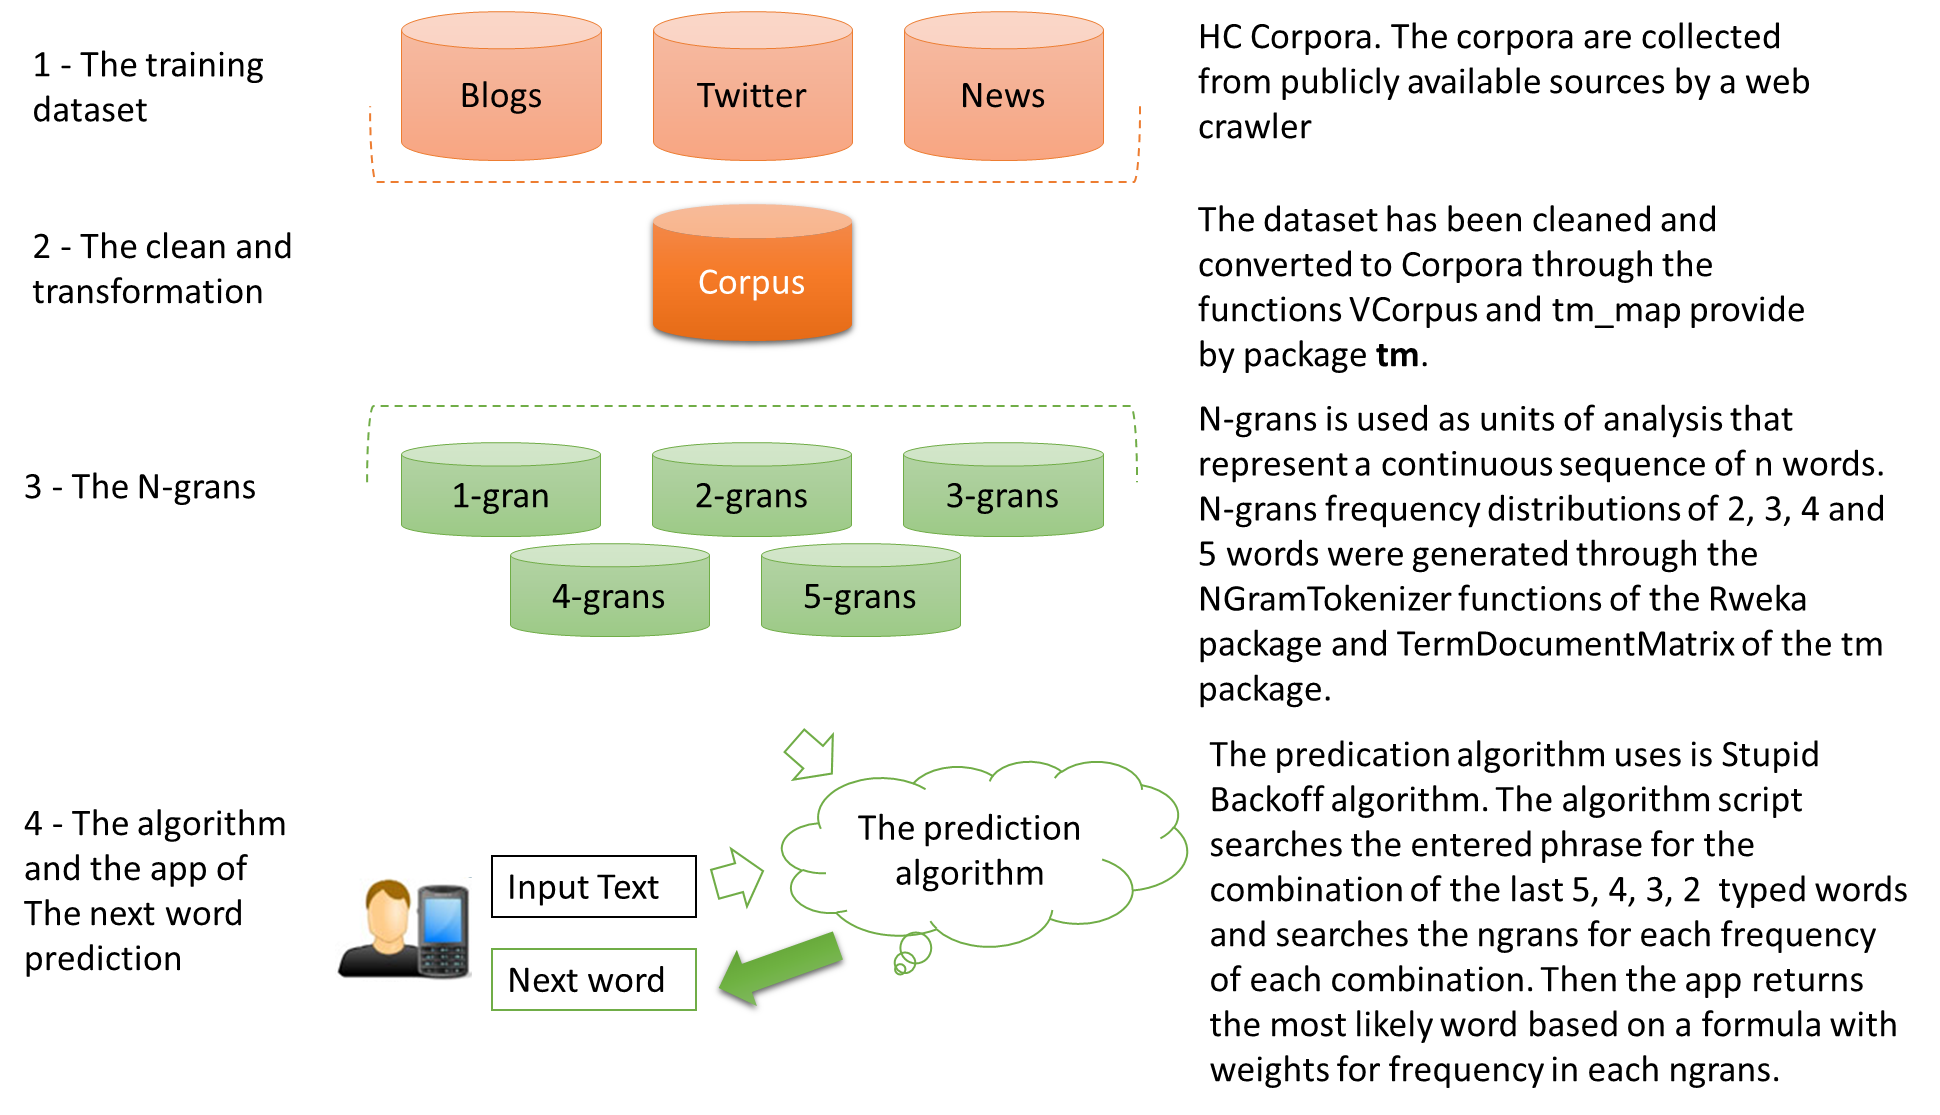 1 - The training
dataset
Blogs
Twitter
News
HC Corpora. The corpora are collected
from publicly available sources by a web
crawler
2 - The clean and
transformation
Corpus
The dataset has been cleaned and
converted to Corpora through the
functions VCorpus and tm_map provide
by package tm.
3 - The N-grans
1-gran
2-grans
3-grans
4-grans
5-grans
N-grans is used as units of analysis that
represent a continuous sequence of n words.
N-grans frequency distributions of 2, 3, 4 and
5 words were generated through the
NGramTokenizer functions of the Rweka
package and TermDocumentMatrix of the tm
package.
4 - The algorithm
and the app of
The next word
prediction
Input Text
Next word
The prediction
algorithm
The predication algorithm uses is Stupid
Backoff algorithm. The algorithm script
searches the entered phrase for the
combination of the last 5, 4, 3, 2 typed words
and searches the ngrans for each frequency
of each combination. Then the app returns
the most likely word based on a formula with
weights for frequency in each ngrans.